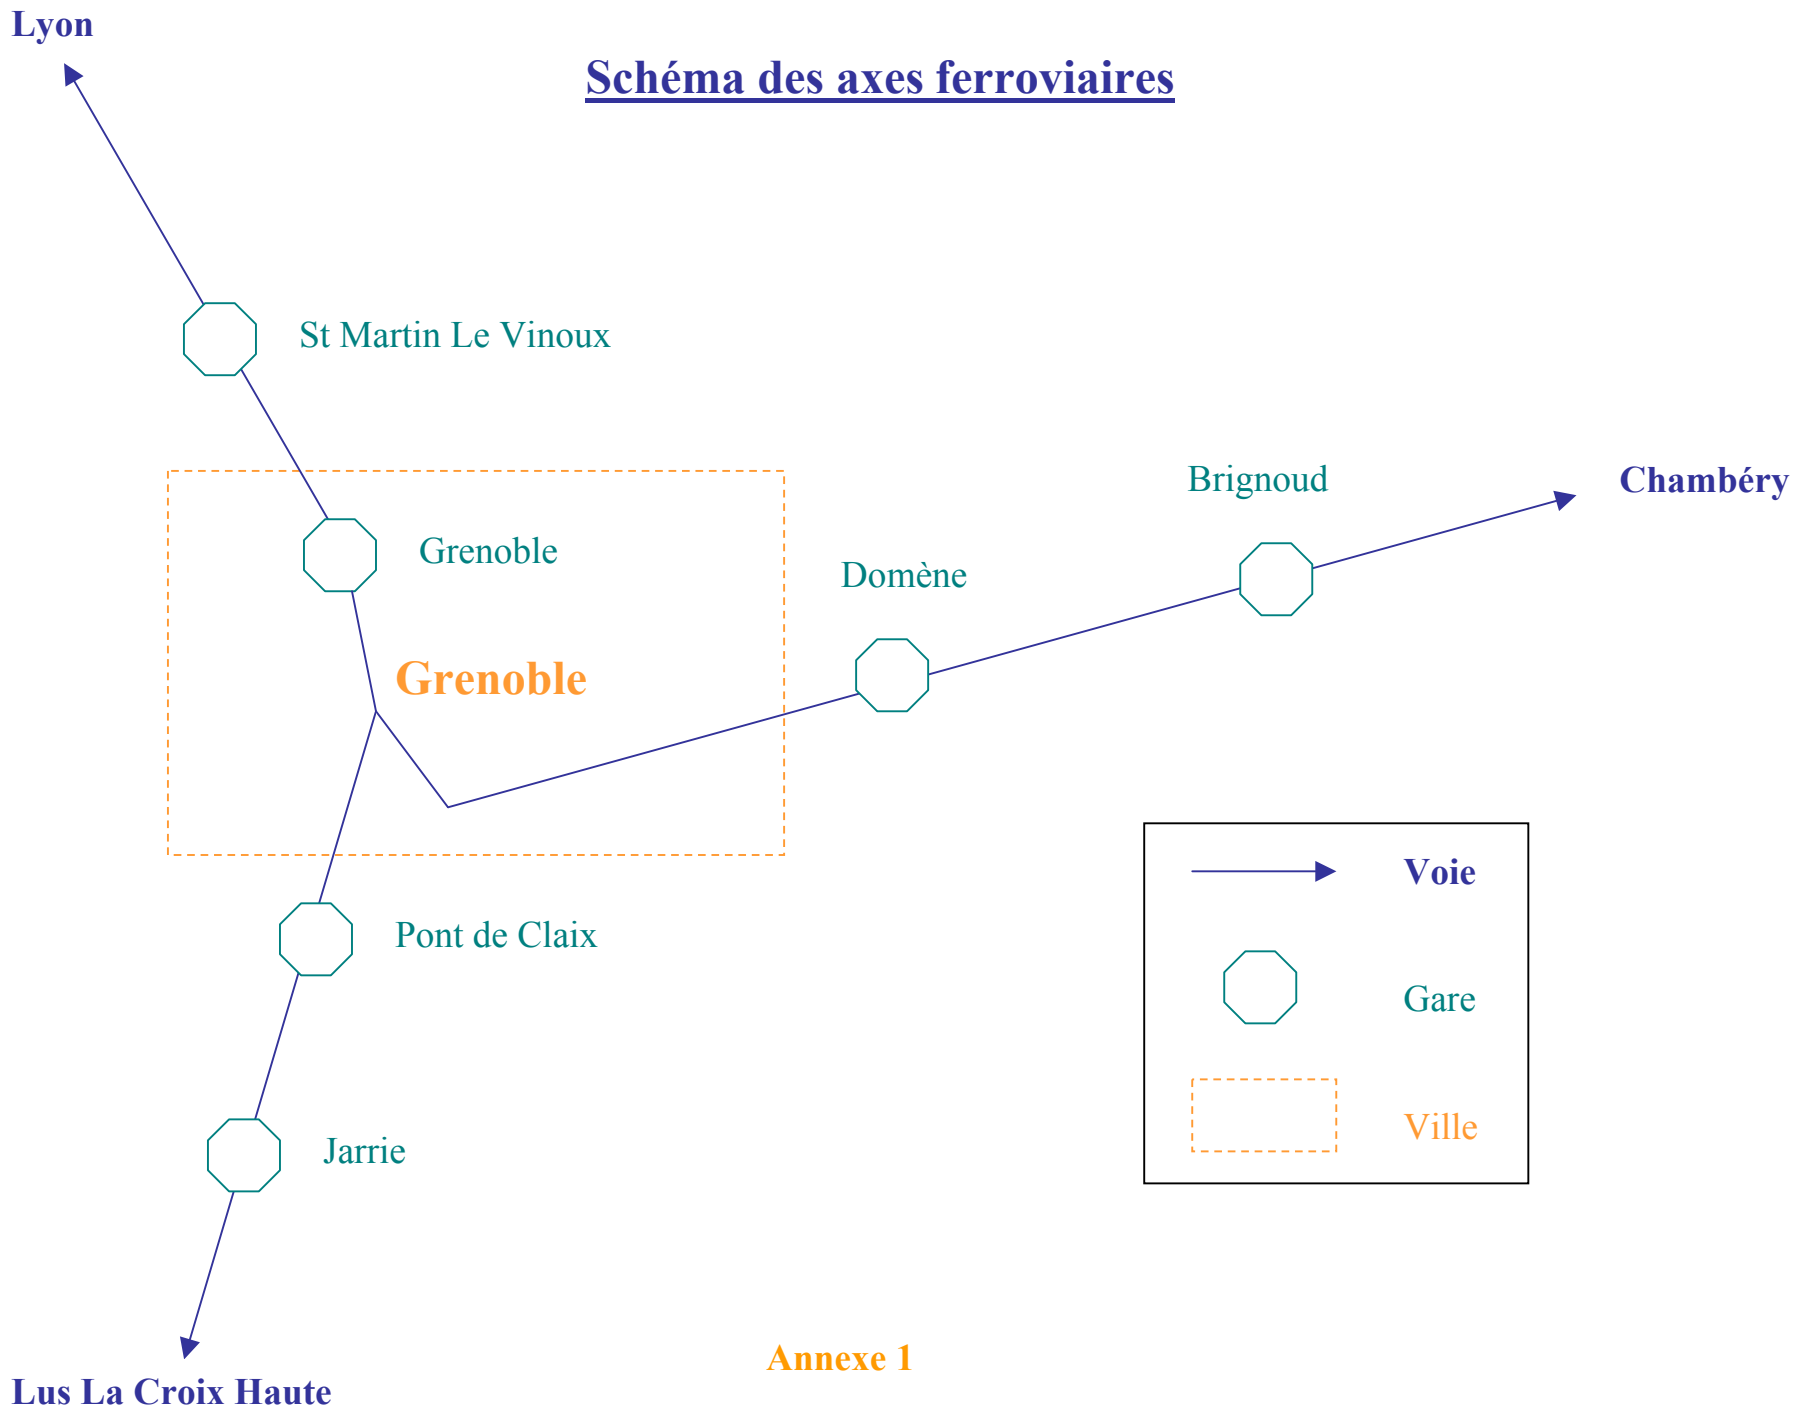 Lyon
Schéma des axes ferroviaires
St Martin Le Vinoux
Brignoud
Chambéry
Grenoble
Domène
Grenoble
Voie
Pont de Claix
Gare
Ville
Jarrie
Annexe 1
Lus La Croix Haute